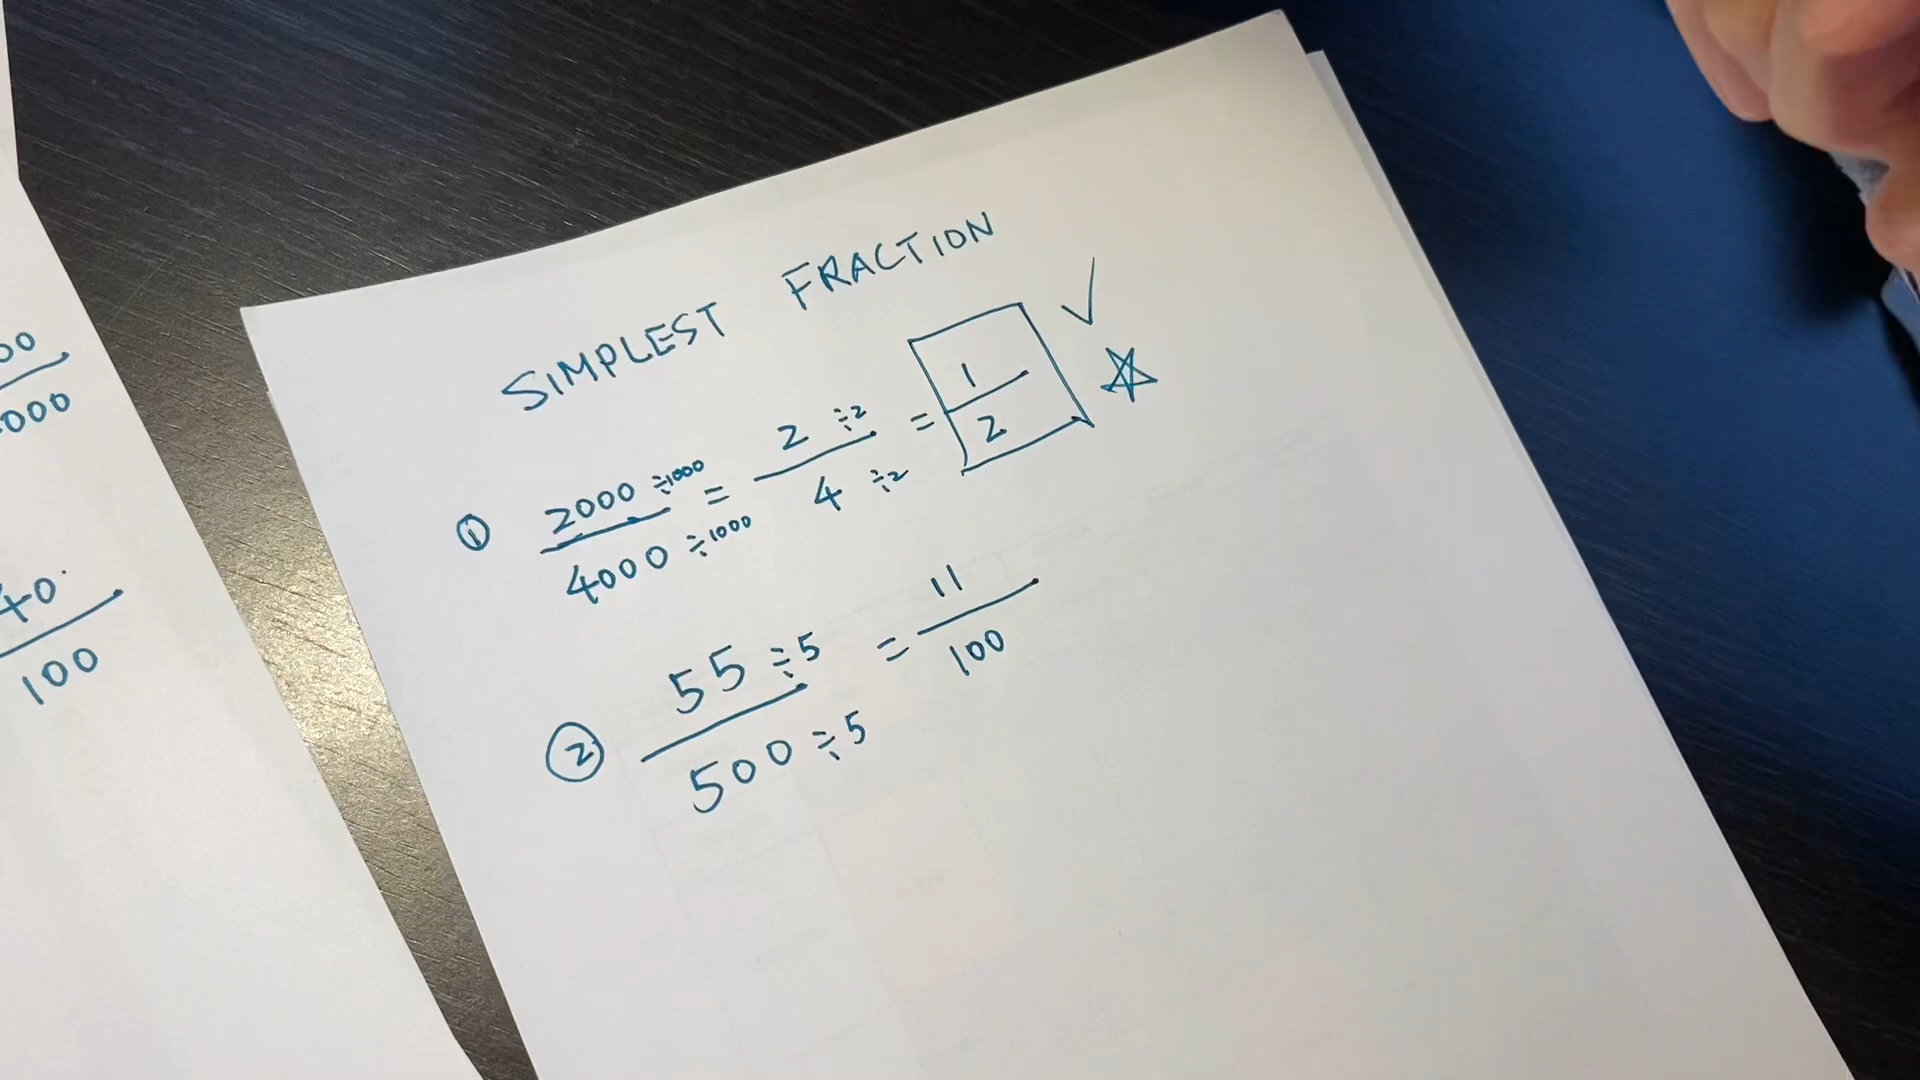 00
000
40
100
SIMPLEST FRACTION
① 2000 ÷1000 = 2 ÷2 = 1
4000 ÷1000 4 ÷2 2
② 55 ÷5 = 11
500 ÷5 100